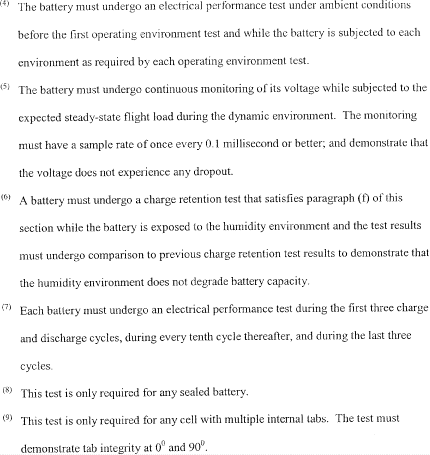 (4) The battery must undergo an electrical performance test under ambient conditions
before the first operating environment test and while the battery is subjected to each
environment as required by each operating environment test.
(5) The battery must undergo continuous monitoring of its voltage while subjected to the
expected steady-state flight load during the dynamic environment. The monitoring
must have a sample rate of once every 0.1 millisecond or better; and demonstrate that
the voltage does not experience any dropout.
(6) A battery must undergo a charge retention test that satisfies paragraph (f) of this
section while the battery is exposed to the humidity environment and the test results
must undergo comparison to previous charge retention test results to demonstrate that
the humidity environment does not degrade battery capacity.
(7) Each battery must undergo an electrical performance test during the first three charge
and discharge cycles, during every tenth cycle thereafter, and during the last three
cycles.
(8) This test is only required for any sealed battery.
(9) This test is only required for any cell with multiple internal tabs. The test must
demonstrate tab integrity at 0⁰ and 90⁰.